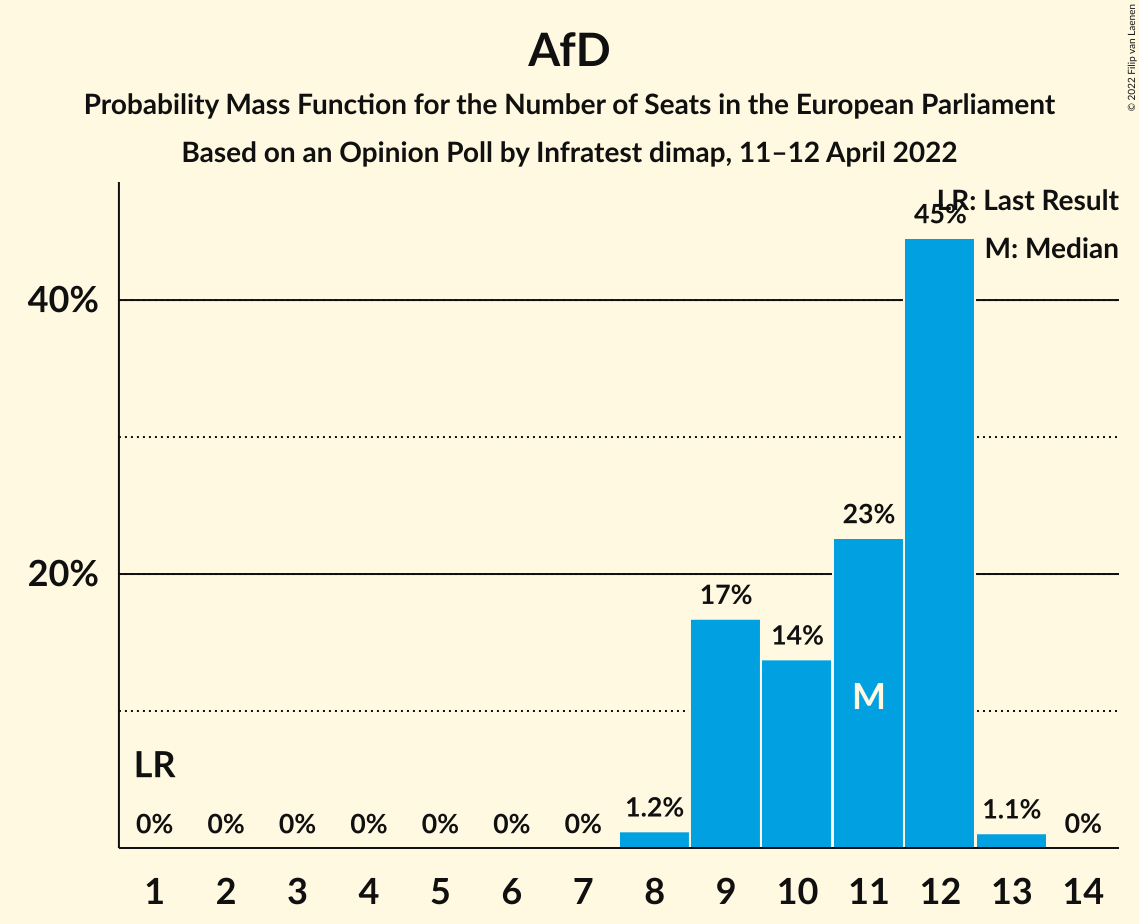 AfD
Probability Mass Function for the Number of Seats in the European Parliament
Based on an Opinion Poll by Infratest dimap, 11–12 April 2022
© 2022 Filip van Laenen
LR: Last Result
M: Median
45%
40%
23%
20%
17%
14%
M
LR
0% 0% 0% 0% 0% 0% 0% 1.2% 1.1% 0%
1 2 3 4 5 6 7 8 9 10 11 12 13 14